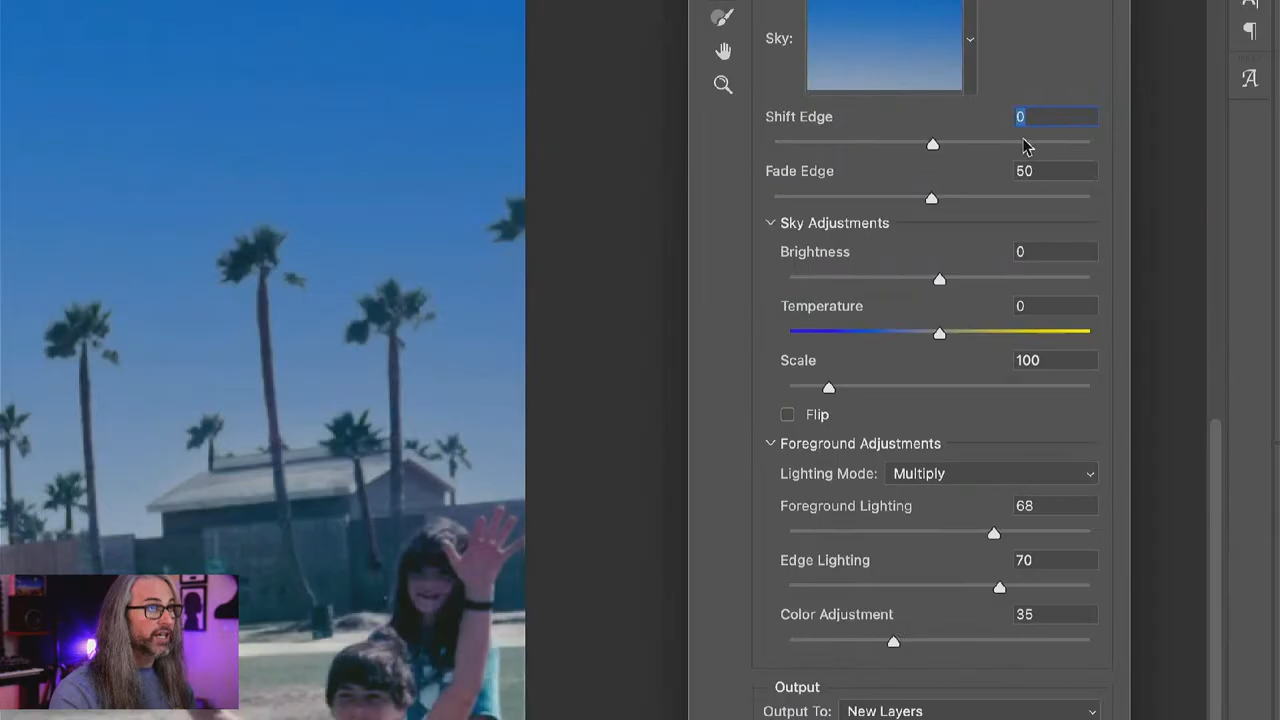 Sky:
Shift Edge 0
Fade Edge 50
Sky Adjustments
Brightness 0
Temperature 0
Scale 100
Flip
Foreground Adjustments
Lighting Mode: Multiply
Foreground Lighting 68
Edge Lighting 70
Color Adjustment 35
Output
Output To: New Layers